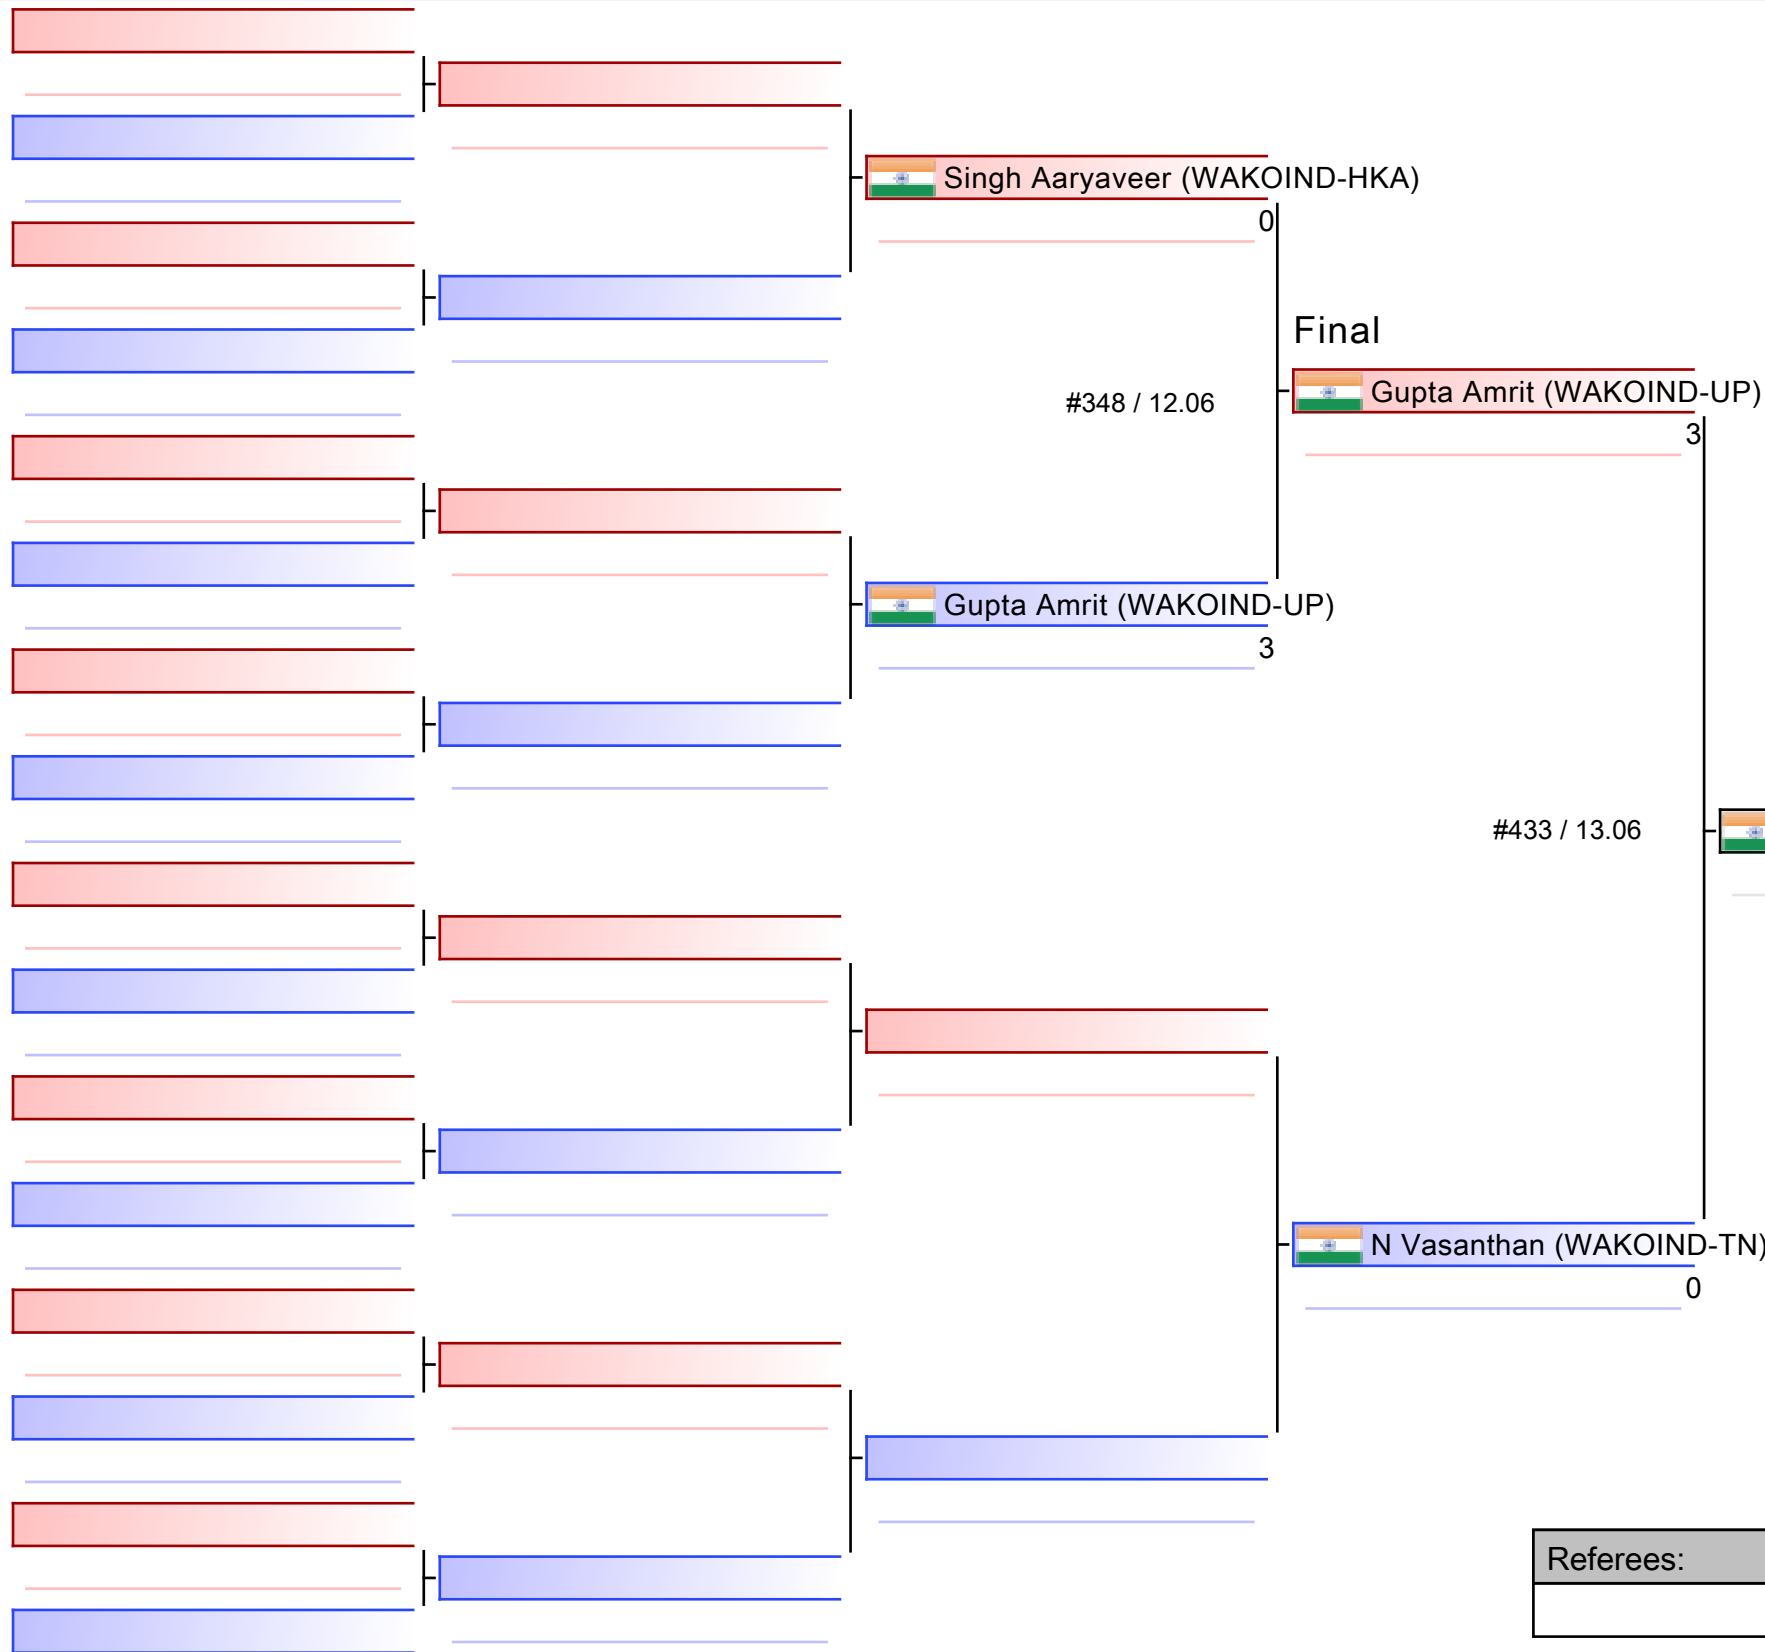 Singh Aaryaveer (WAKOIND-HKA)
0
Final
#348 / 12.06
Gupta Amrit (WAKOIND-UP)
3
Gupta Amrit (WAKOIND-UP)
3
#433 / 13.06
N Vasanthan (WAKOIND-TN)
0
Referees: